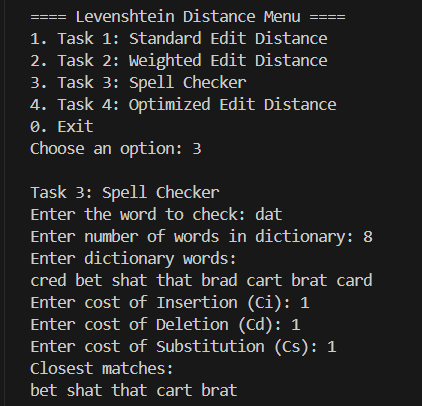 ==== Levenshtein Distance Menu ====
1. Task 1: Standard Edit Distance
2. Task 2: Weighted Edit Distance
3. Task 3: Spell Checker
4. Task 4: Optimized Edit Distance
0. Exit
Choose an option: 3

Task 3: Spell Checker
Enter the word to check: dat
Enter number of words in dictionary: 8
Enter dictionary words:
cred bet shat that brad cart brat card
Enter cost of Insertion (Ci): 1
Enter cost of Deletion (Cd): 1
Enter cost of Substitution (Cs): 1
Closest matches:
bet shat that cart brat